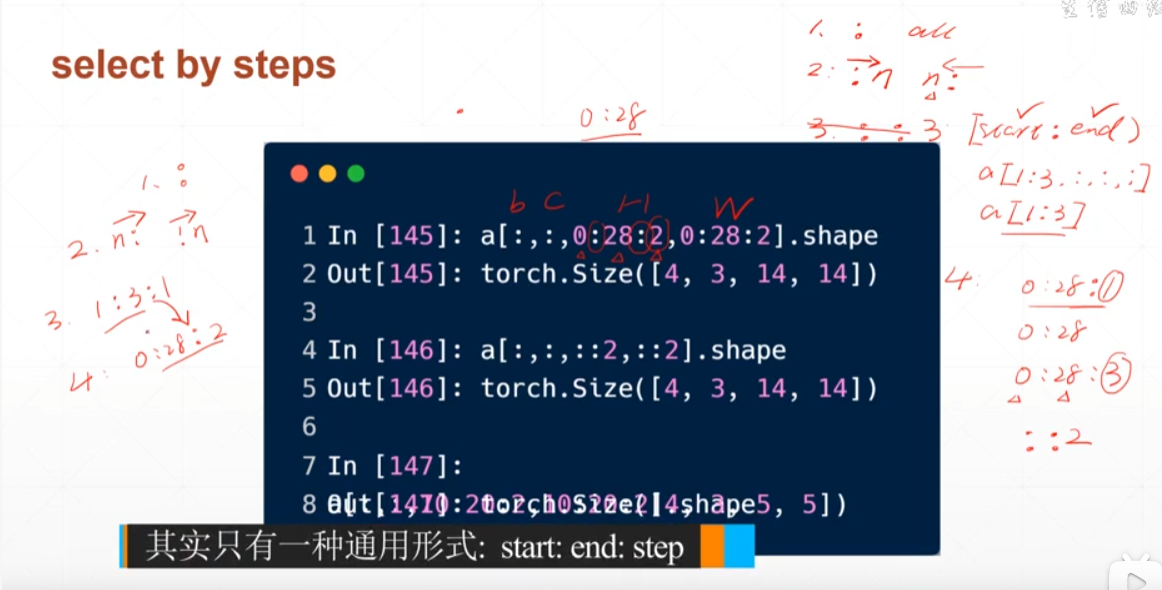 select by steps
1. : all
2. :n n:
0:28
3. :: 3 [start:end)
a[1:3,:,:,:]
a[1:3]
1. :
2. n: :n
3. 1:3:1
4: 0:28:2
b C H W
1 In [145]: a[:,:,0:28:2,0:28:2].shape
2 Out[145]: torch.Size([4, 3, 14, 14])
3
4 In [146]: a[:,:,::2,::2].shape
5 Out[146]: torch.Size([4, 3, 14, 14])
6
7 In [147]:
8
4: 0:28:1
0:28
0:28:3
::2
其实只有一种通用形式: start: end: step